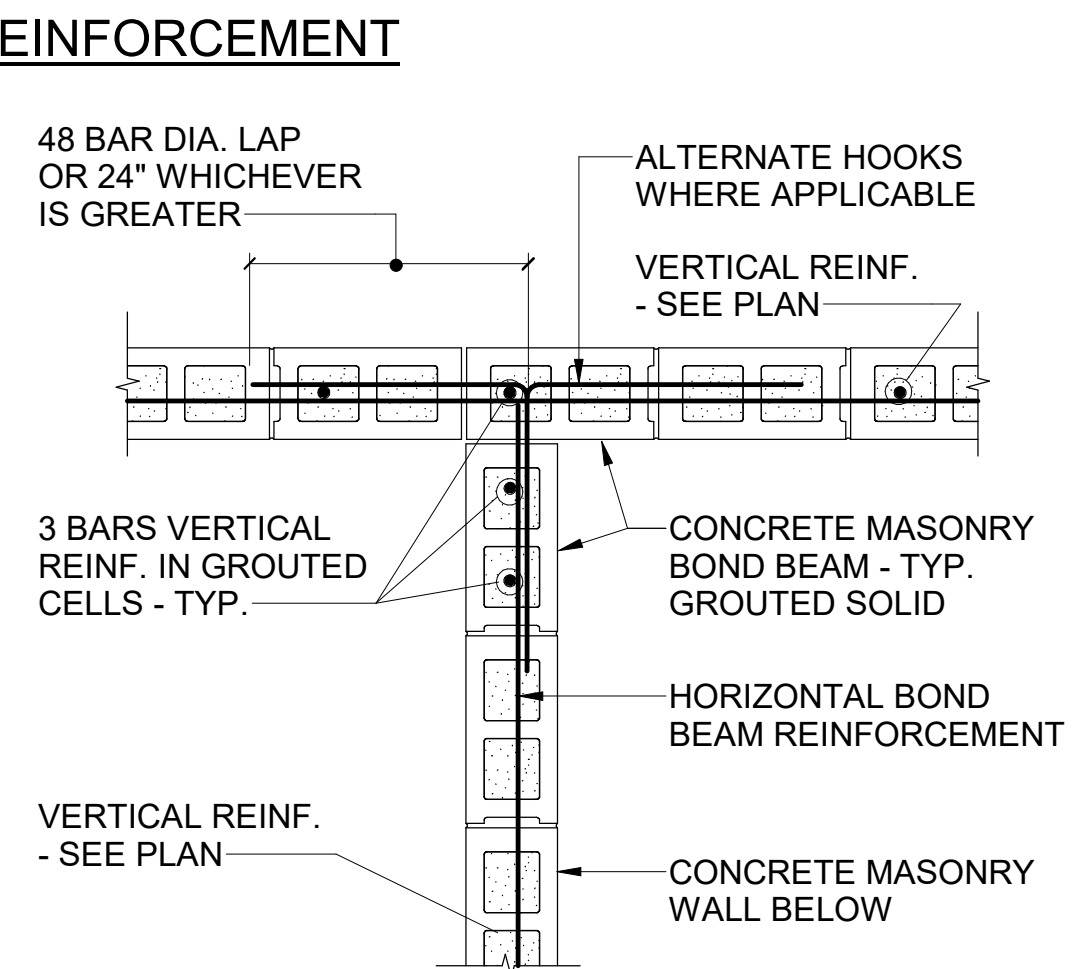 EINFORCEMENT
48 BAR DIA. LAP
OR 24" WHICHEVER
IS GREATER
ALTERNATE HOOKS
WHERE APPLICABLE
VERTICAL REINF.
- SEE PLAN
3 BARS VERTICAL
REINF. IN GROUTED
CELLS - TYP.
CONCRETE MASONRY
BOND BEAM - TYP.
GROUTED SOLID
HORIZONTAL BOND
BEAM REINFORCEMENT
VERTICAL REINF.
- SEE PLAN
CONCRETE MASONRY
WALL BELOW